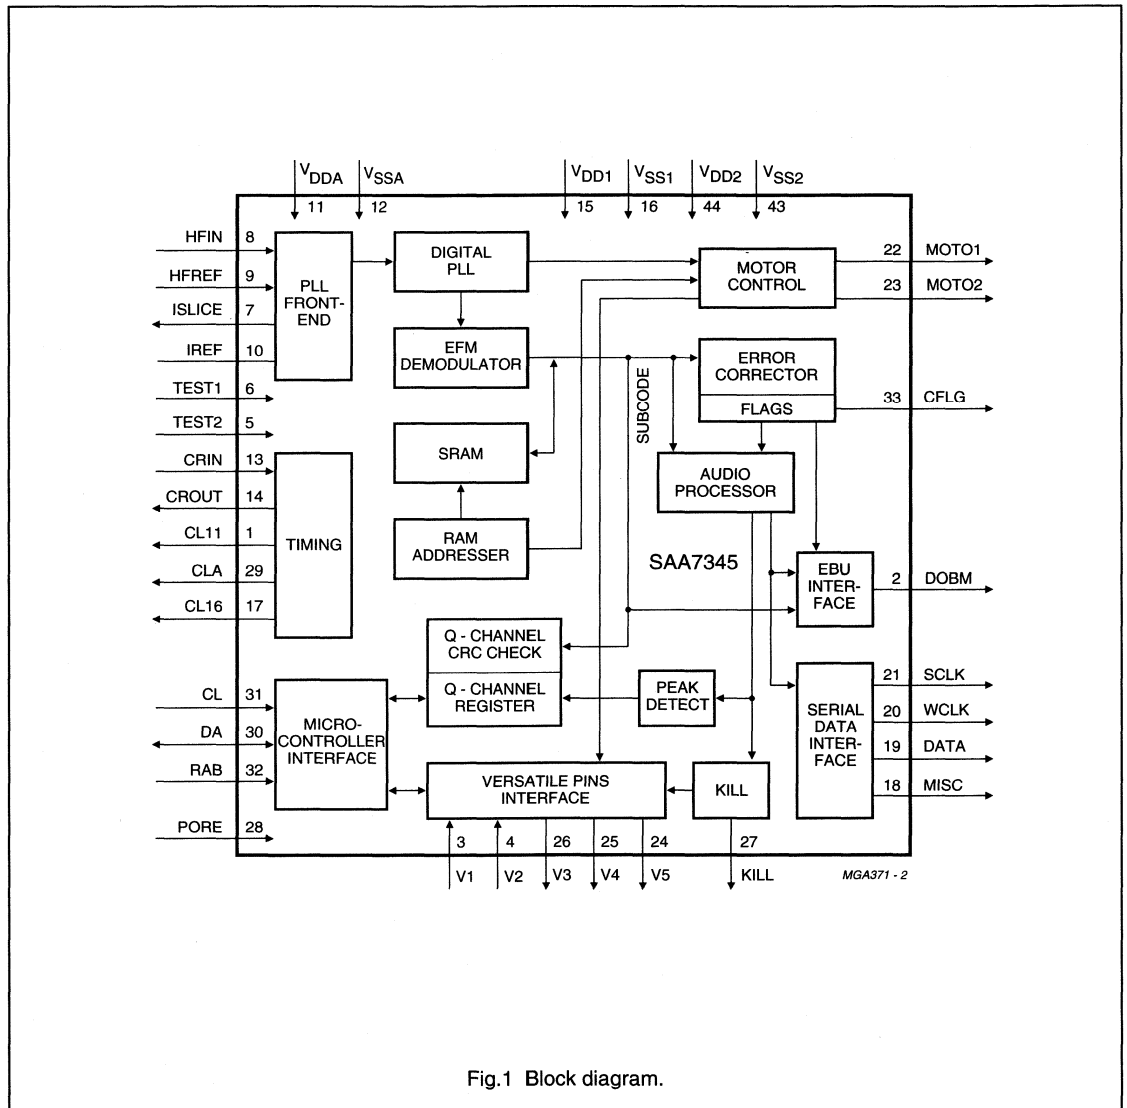 VDDA
VSSA
VDD1
VSS1
VDD2
VSS2
11
12
15
16
44
43
HFIN 8
HFREF 9
ISLICE 7
IREF 10
TEST1 6
TEST2 5
CRIN 13
CROUT 14
CL11 1
CLA 29
CL16 17
CL 31
DA 30
RAB 32
PORE 28
PLL
FRONT-
END
DIGITAL
PLL
MOTOR
CONTROL
22 MOTO1
23 MOTO2
EFM
DEMODULATOR
ERROR
CORRECTOR
FLAGS
33 CFLG
SUBCODE
SRAM
AUDIO
PROCESSOR
TIMING
RAM
ADDRESSER
SAA7345
EBU
INTER-
FACE
2 DOBM
Q - CHANNEL
CRC CHECK
Q - CHANNEL
REGISTER
PEAK
DETECT
SERIAL
DATA
INTER-
FACE
21 SCLK
20 WCLK
19 DATA
18 MISC
MICRO-
CONTROLLER
INTERFACE
VERSATILE PINS
INTERFACE
KILL
3
4
26
25
24
27
V1
V2
V3
V4
V5
KILL
MGA371 - 2
Fig.1 Block diagram.